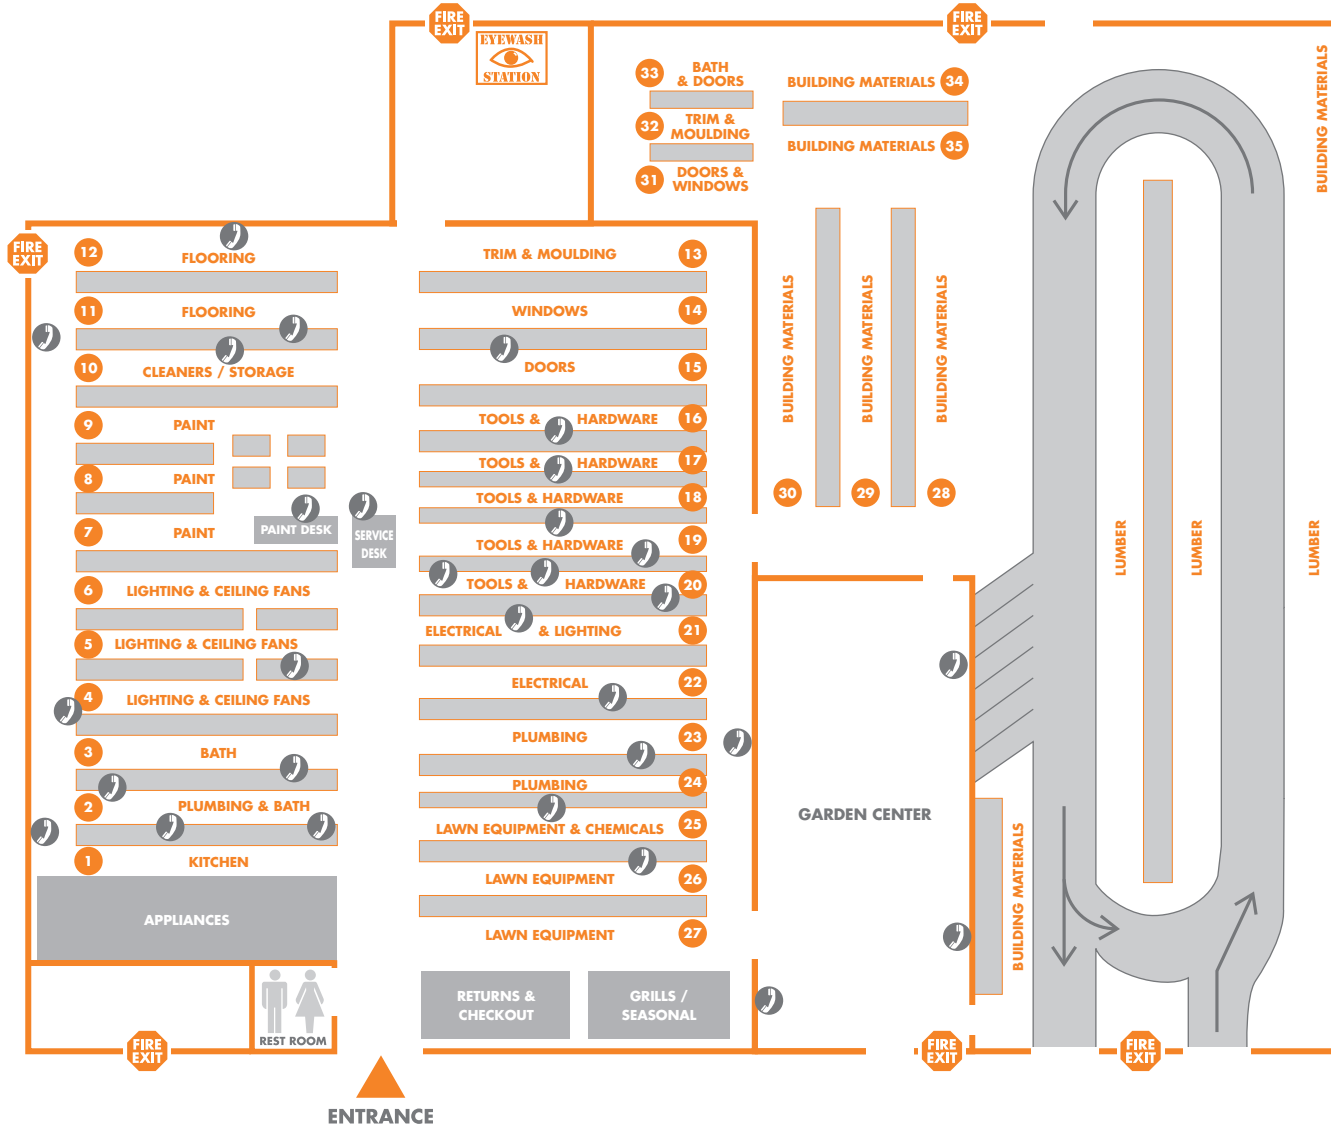 FIRE
EXIT
FIRE
EXIT
EYEWASH
STATION
33
BATH
& DOORS
32
TRIM &
MOULDING
31
DOORS &
WINDOWS
BUILDING MATERIALS 34
BUILDING MATERIALS 35
BUILDING MATERIALS
FIRE
EXIT
12
FLOORING
11
FLOORING
10
CLEANERS / STORAGE
9
PAINT
8
PAINT
7
PAINT
PAINT DESK
SERVICE
DESK
6
LIGHTING & CEILING FANS
5
LIGHTING & CEILING FANS
4
LIGHTING & CEILING FANS
3
BATH
2
PLUMBING & BATH
1
KITCHEN
APPLIANCES
REST ROOM
FIRE
EXIT
TRIM & MOULDING 13
WINDOWS 14
DOORS 15
TOOLS & HARDWARE 16
TOOLS & HARDWARE 17
TOOLS & HARDWARE 18
TOOLS & HARDWARE 19
TOOLS & HARDWARE 20
ELECTRICAL & LIGHTING 21
ELECTRICAL 22
PLUMBING 23
PLUMBING 24
LAWN EQUIPMENT & CHEMICALS 25
LAWN EQUIPMENT 26
LAWN EQUIPMENT 27
RETURNS &
CHECKOUT
GRILLS /
SEASONAL
BUILDING MATERIALS
30
BUILDING MATERIALS
29
BUILDING MATERIALS
28
GARDEN CENTER
BUILDING MATERIALS
LUMBER
LUMBER
LUMBER
FIRE
EXIT
FIRE
EXIT
ENTRANCE